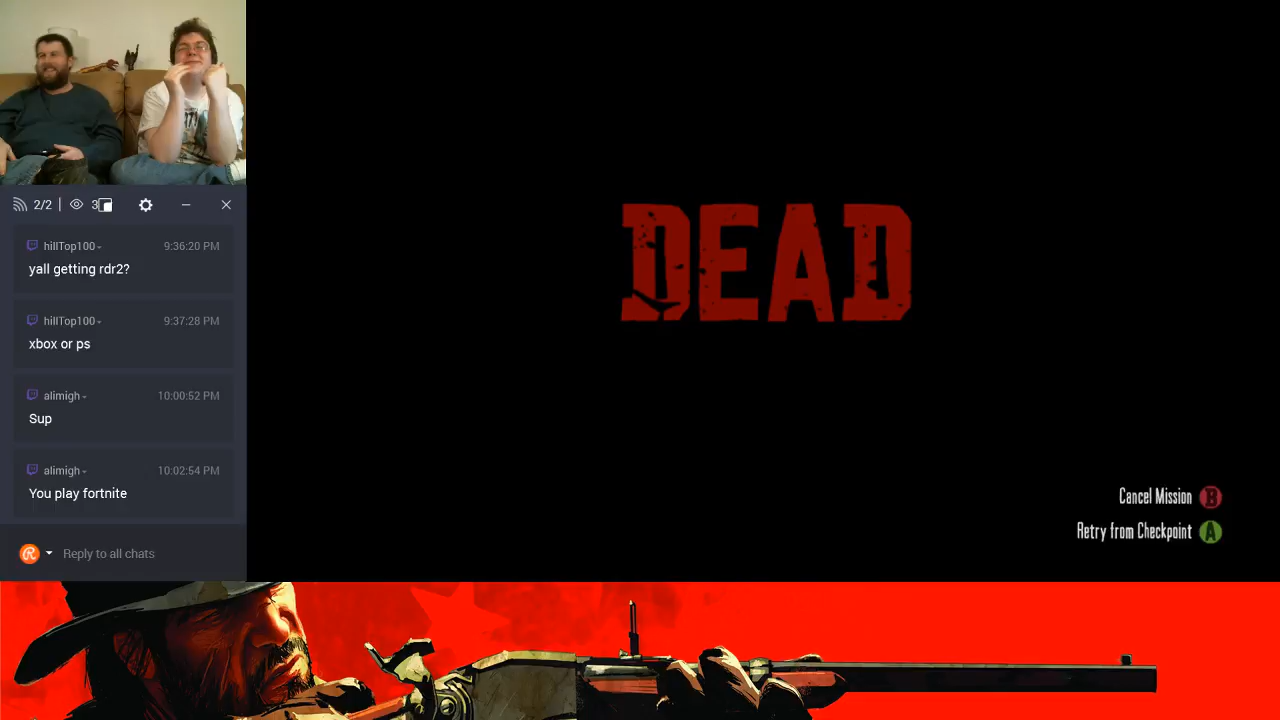 2/2
3
hillTop100
9:36:20 PM
yall getting rdr2?
hillTop100
9:37:28 PM
xbox or ps
alimigh
10:00:52 PM
Sup
alimigh
10:02:54 PM
You play fortnite
Reply to all chats
DEAD
Cancel Mission B
Retry from Checkpoint A